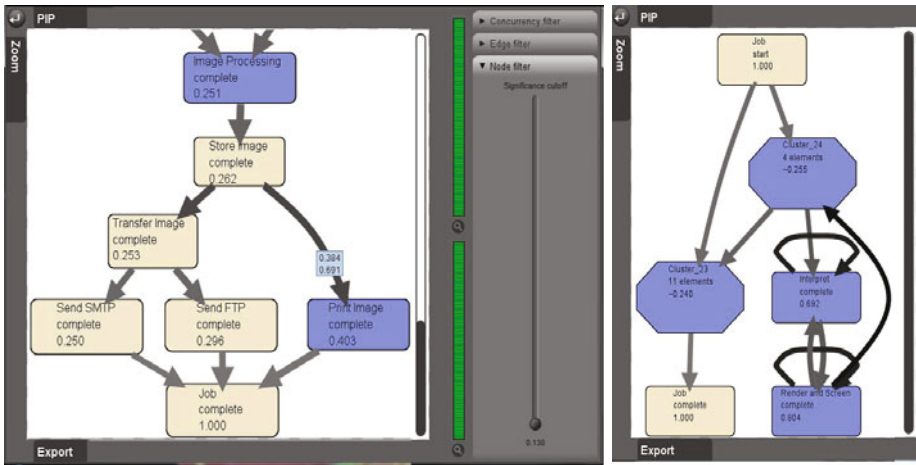 PIP
Zoom
Image Processing
complete
0.251
Store Image
complete
0.262
Transfer Image
complete
0.253
0.384
0.691
Send SMTP
complete
0.250
Send FTP
complete
0.296
Print Image
complete
0.403
Job
complete
1.000
Export
Concurrency filter
Edge filter
Node filter
Significance cutoff
0.130
PIP
Zoom
Job
start
1.000
Cluster_24
4 elements
~0.255
Cluster_23
11 elements
~0.240
Interpret
complete
0.692
Job
complete
1.000
Render and Screen
complete
0.804
Export